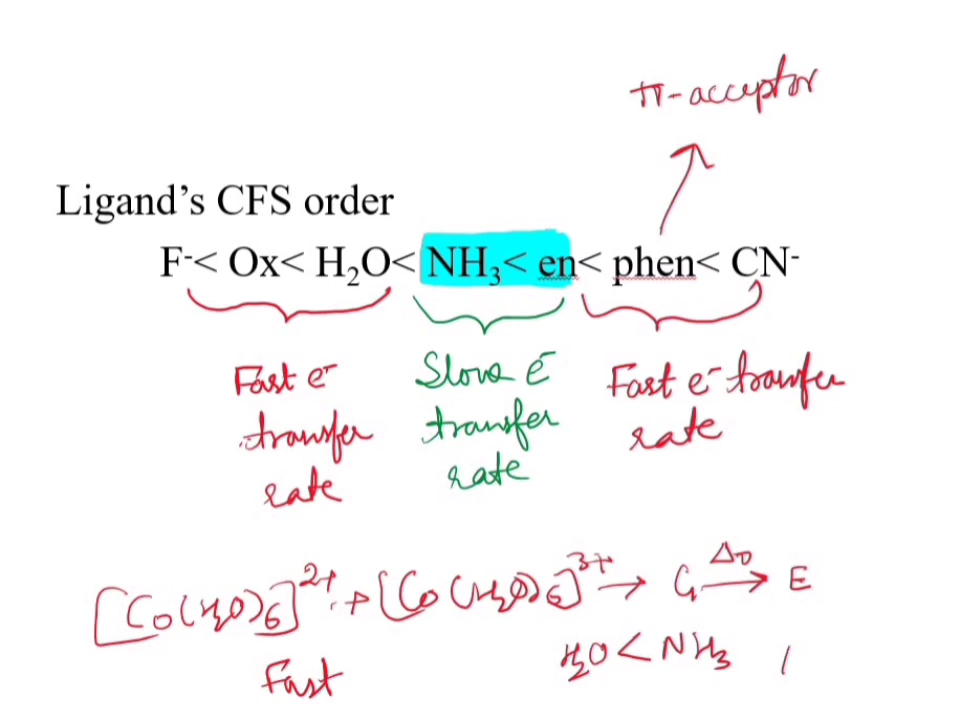 π-acceptor
Ligand's CFS order
F⁻< Ox< H₂O< NH₃< en< phen< CN⁻
Fast e⁻ transfer rate
Slow e⁻ transfer rate
Fast e⁻ transfer rate
[Co(H₂O)₆]²⁺ + [Co(H₂O)₆]³⁺ → G Δ₀→ E
Fast
H₂O < NH₃